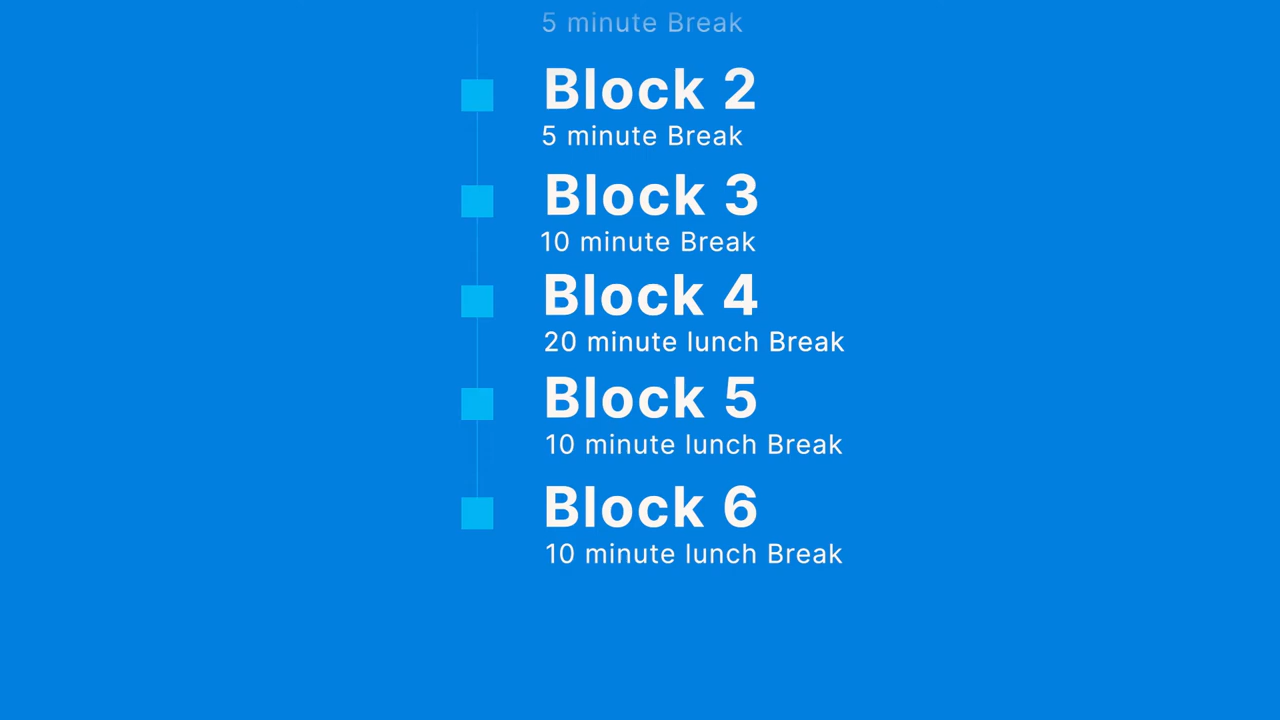 5 minute Break
Block 2
5 minute Break
Block 3
10 minute Break
Block 4
20 minute lunch Break
Block 5
10 minute lunch Break
Block 6
10 minute lunch Break